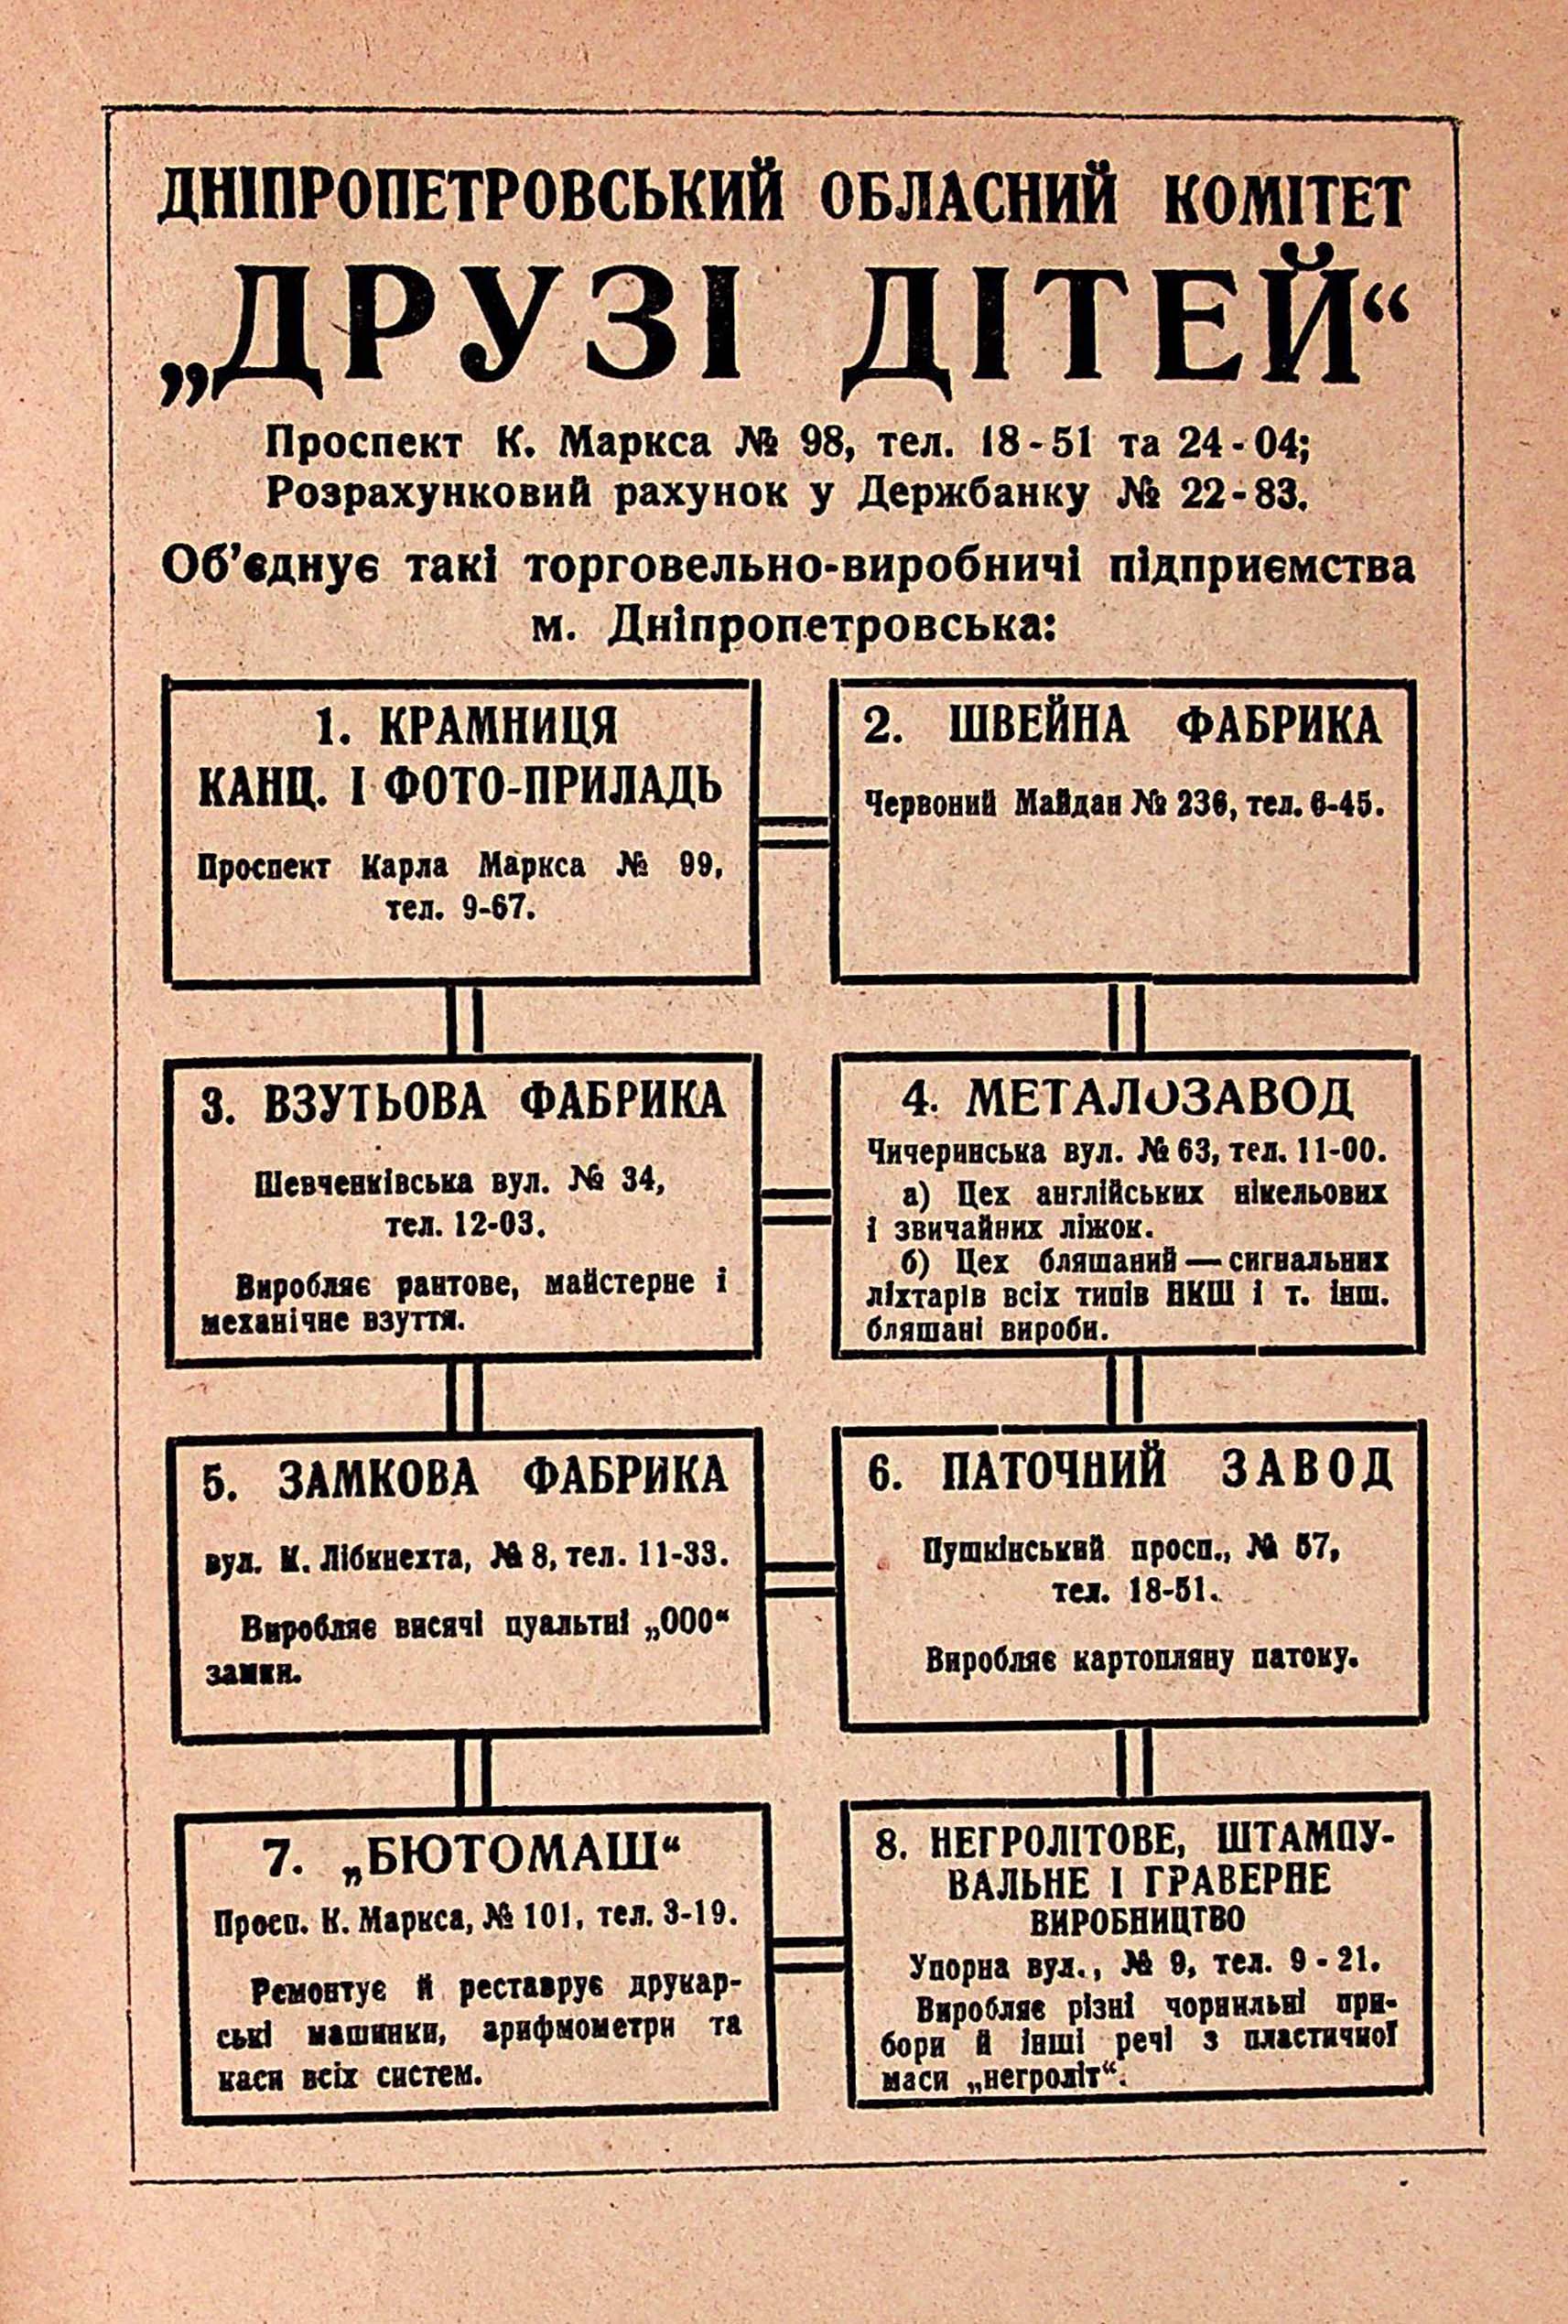 ДНІПРОПЕТРОВСЬКИЙ ОБЛАСНИЙ КОМІТЕТ
„ДРУЗІ ДІТЕЙ“
Проспект К. Маркса № 98, тел. 18-51 та 24-04;
Розрахунковий рахунок у Держбанку № 22-83.
Об’єднує такі торговельно-виробничі підприємства
м. Дніпропетровська:
1. КРАМНИЦЯ
КАНЦ. І ФОТО-ПРИЛАДЬ
Проспект Карла Маркса № 99,
тел. 9-67.
2. ШВЕЙНА ФАБРИКА
Червоний Майдан № 236, тел. 6-45.
3. ВЗУТЬОВА ФАБРИКА
Шевченківська вул. № 34,
тел. 12-03.
Виробляє рантове, майстерне і
механічне взуття.
4. МЕТАЛОЗАВОД
Чичеринська вул. № 63, тел. 11-00.
а) Цех англійських нікельових
і звичайних ліжок.
б) Цех бляшаний — сигнальних
ліхтарів всіх типів НКШ і т. інш.
бляшані вироби.
5. ЗАМКОВА ФАБРИКА
вул. К. Лібкнехта, № 8, тел. 11-33.
Виробляє висячі пуальтні „000“
замки.
6. ПАТОЧНИЙ ЗАВОД
Пушкінський просп., № 57,
тел. 18-51.
Виробляє картопляну патоку.
7. „БЮТОМАШ“
Просп. К. Маркса, № 101, тел. 3-19.
Ремонтує й реставрує друкар-
ські машинки, арифмометри та
каси всіх систем.
8. НЕГРОЛІТОВЕ, ШТАМПУ-
ВАЛЬНЕ І ГРАВЕРНЕ
ВИРОБНИЦТВО
Упорна вул., № 9, тел. 9-21.
Виробляє різні чорнильні при-
бори й інші речі з пластичної
маси „негроліт“.